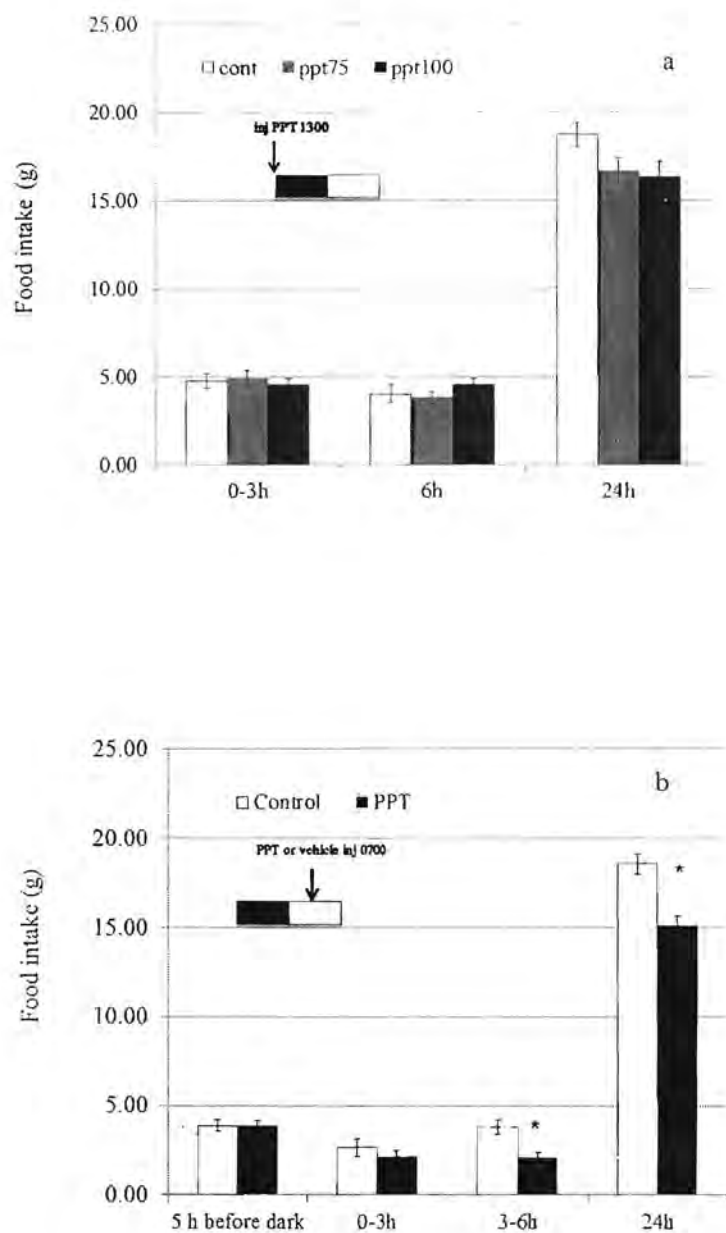 25.00
cont ppt75 ppt100 a
20.00
inj PPT 1300
15.00
10.00
5.00
0.00
Food intake (g)
0-3h 6h 24h
25.00
Control PPT b
20.00
PPT or vehicle inj 0700
*
15.00
10.00
5.00
*
0.00
Food intake (g)
5 h before dark 0-3h 3-6h 24h